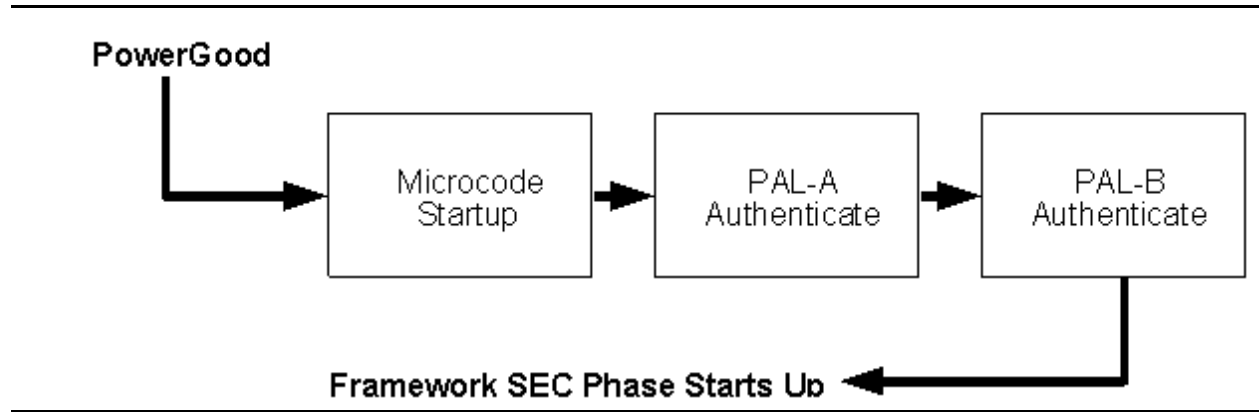 PowerGood
Microcode
Startup
PAL-A
Authenticate
PAL-B
Authenticate
Framework SEC Phase Starts Up